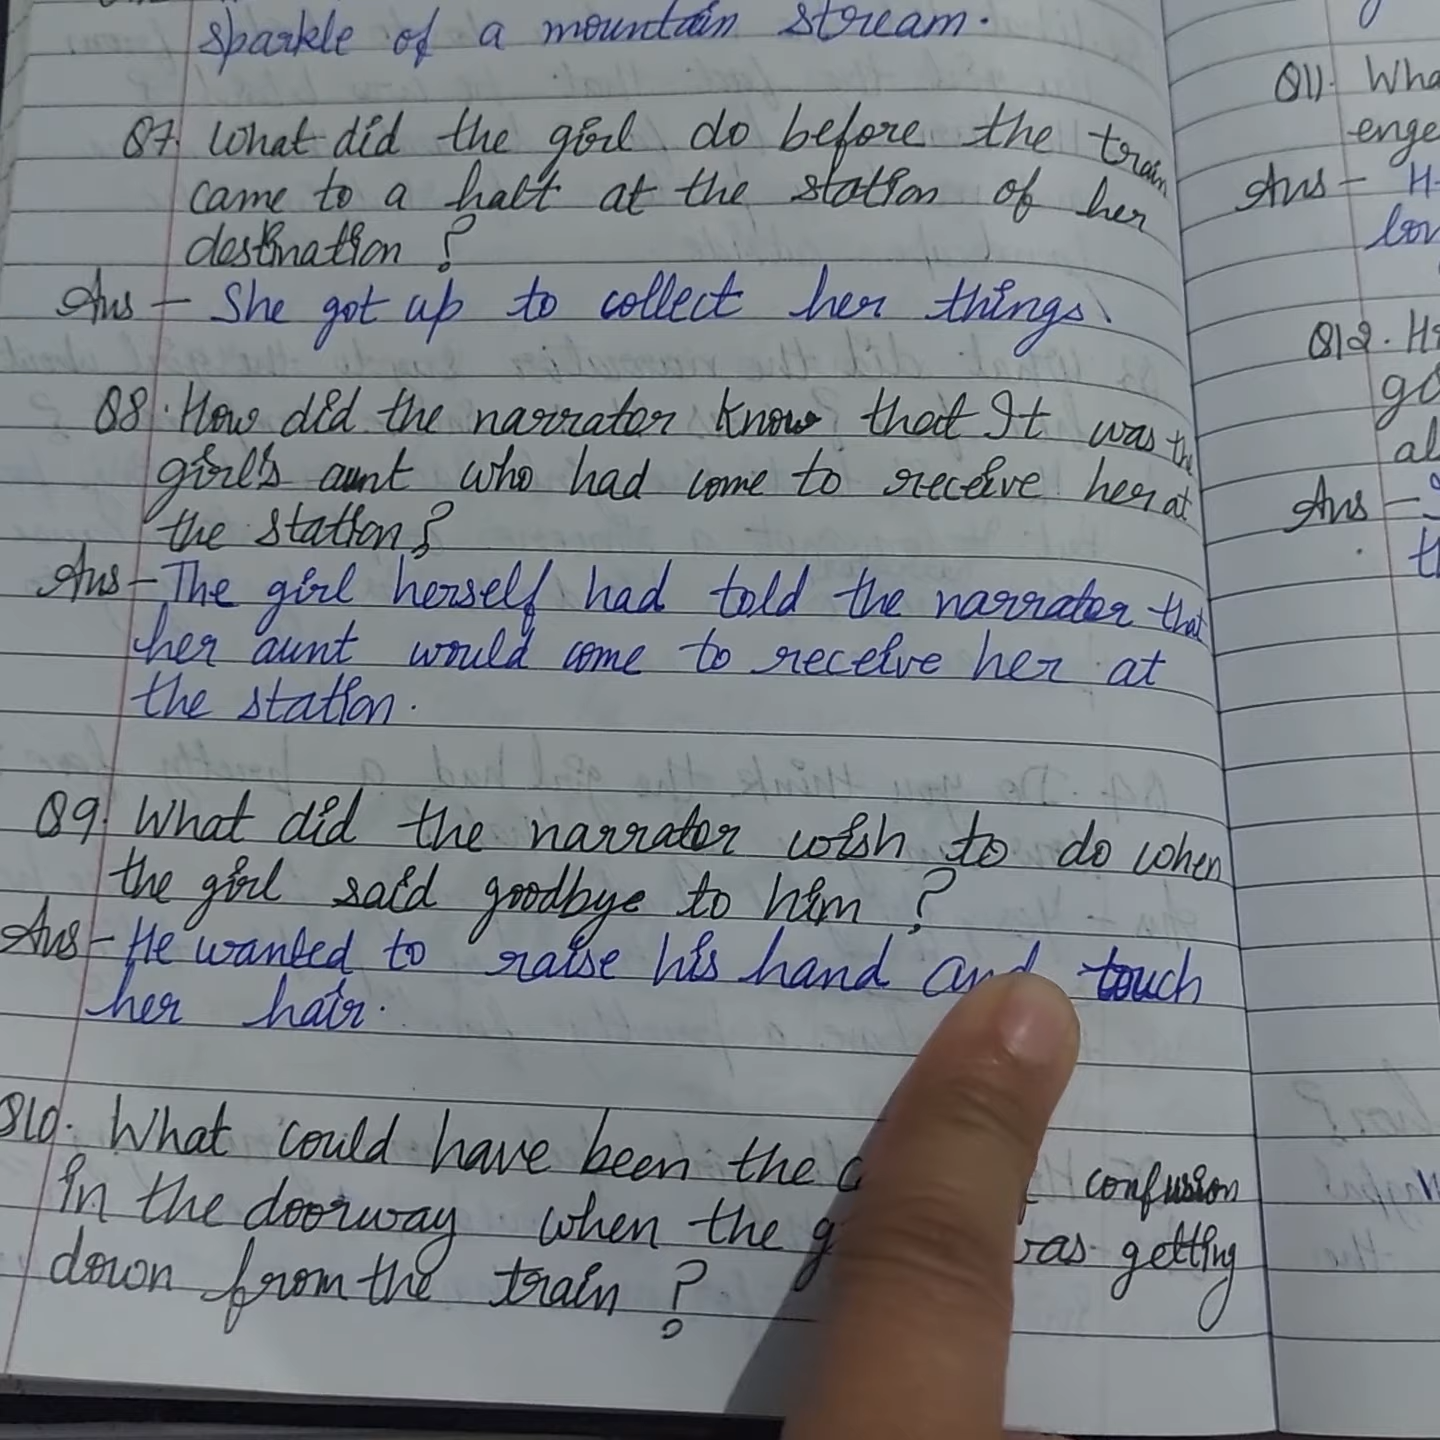 sparkle of a mountain stream.
Q7. What did the girl do before the train
came to a halt at the station of her
destination ?
Ans - She got up to collect her things.
Q8. How did the narrator know that It was the
girl's aunt who had come to receive her at
the station?
Ans - The girl herself had told the narrator that
her aunt would come to receive her at
the station.
Q9. What did the narrator wish to do when
the girl said goodbye to him ?
Ans - He wanted to raise his hand and touch
her hair.
Q10. What could have been the confusion
in the doorway when the was getting
down from the train ?
Q11.
Ans -
Q12.
Ans -